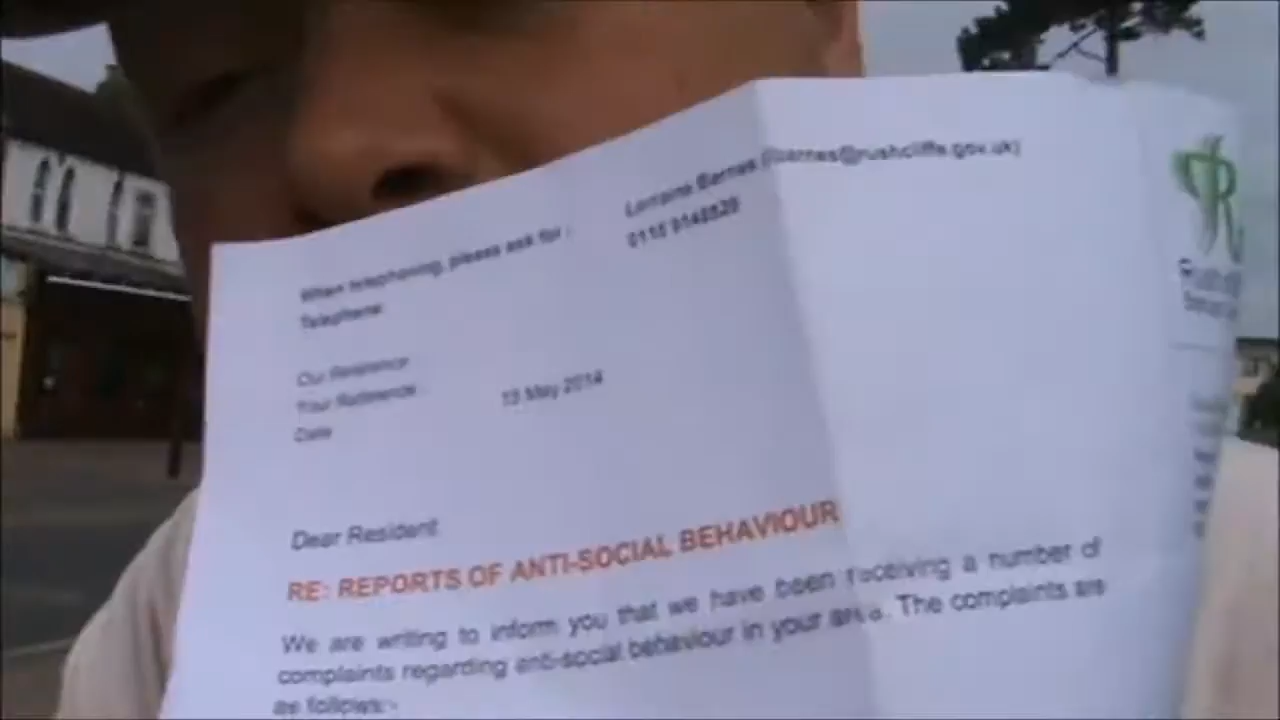 When telephoning, please ask for : Lorraine Barnes (lbarnes@rushcliffe.gov.uk)
Telephone 0115 9148529
Our Reference
Your Reference :
Date 19 May 2014
Dear Resident
RE: REPORTS OF ANTI-SOCIAL BEHAVIOUR
We are writing to inform you that we have been receiving a number of
complaints regarding anti-social behaviour in your area. The complaints are
as follows:-